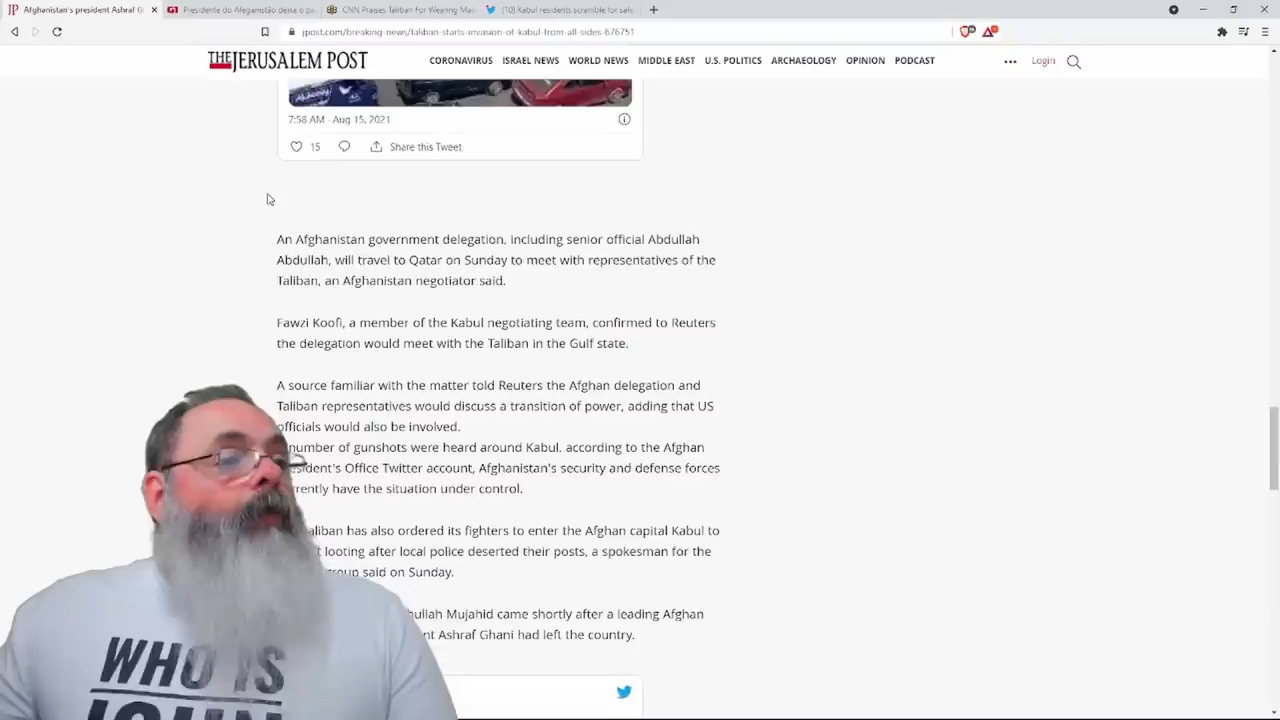 Afghanistan's president Ashraf G
Presidente do Afeganistão deixa o pa
CNN Praises Taliban For Wearing Mas
(10) Kabul residents scramble for safe
jpost.com/breaking-news/taliban-starts-invasion-of-kabul-from-all-sides-676751
THE JERUSALEM POST
CORONAVIRUS ISRAEL NEWS WORLD NEWS MIDDLE EAST U.S. POLITICS ARCHAEOLOGY OPINION PODCAST
Login
7:58 AM · Aug 15, 2021
15
Share this Tweet
An Afghanistan government delegation, including senior official Abdullah
Abdullah, will travel to Qatar on Sunday to meet with representatives of the
Taliban, an Afghanistan negotiator said.
Fawzi Koofi, a member of the Kabul negotiating team, confirmed to Reuters
the delegation would meet with the Taliban in the Gulf state.
A source familiar with the matter told Reuters the Afghan delegation and
Taliban representatives would discuss a transition of power, adding that US
officials would also be involved.
number of gunshots were heard around Kabul. according to the Afghan
esident's Office Twitter account, Afghanistan's security and defense forces
rrently have the situation under control.
aliban has also ordered its fighters to enter the Afghan capital Kabul to
t looting after local police deserted their posts, a spokesman for the
group said on Sunday.
ullah Mujahid came shortly after a leading Afghan
nt Ashraf Ghani had left the country.
WHO IS
JOHN